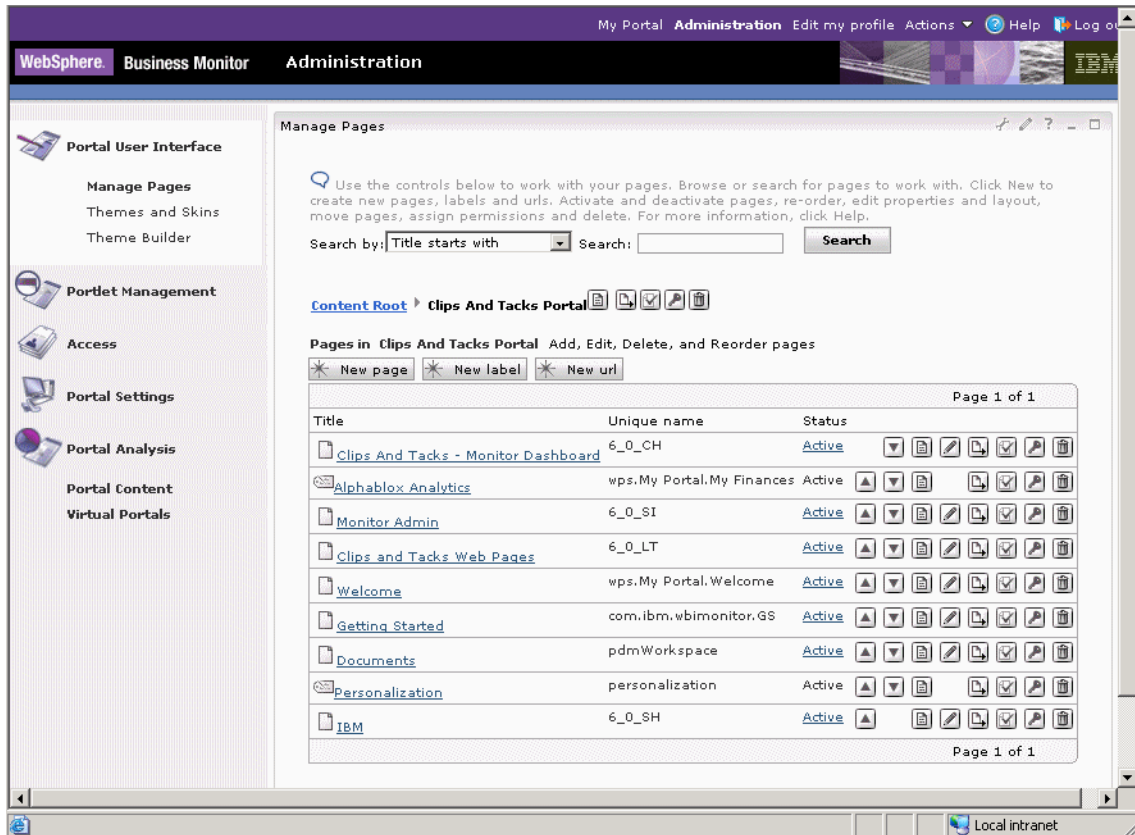 My Portal Administration Edit my profile Actions Help Log ou
WebSphere. Business Monitor Administration IBM
Manage Pages
Portal User Interface
Manage Pages
Themes and Skins
Theme Builder
Portlet Management
Access
Portal Settings
Portal Analysis
Portal Content
Virtual Portals
Use the controls below to work with your pages. Browse or search for pages to work with. Click New to
create new pages, labels and urls. Activate and deactivate pages, re-order, edit properties and layout,
move pages, assign permissions and delete. For more information, click Help.
Search by: Title starts with Search: Search
Content Root Clips And Tacks Portal
Pages in Clips And Tacks Portal Add, Edit, Delete, and Reorder pages
New page New label New url
Page 1 of 1
Title Unique name Status
Clips And Tacks - Monitor Dashboard 6_0_CH Active
Alphablox Analytics wps.My Portal.My Finances Active
Monitor Admin 6_0_SI Active
Clips and Tacks Web Pages 6_0_LT Active
Welcome wps.My Portal.Welcome Active
Getting Started com.ibm.wbimonitor.GS Active
Documents pdmWorkspace Active
Personalization personalization Active
IBM 6_0_SH Active
Page 1 of 1
Local intranet